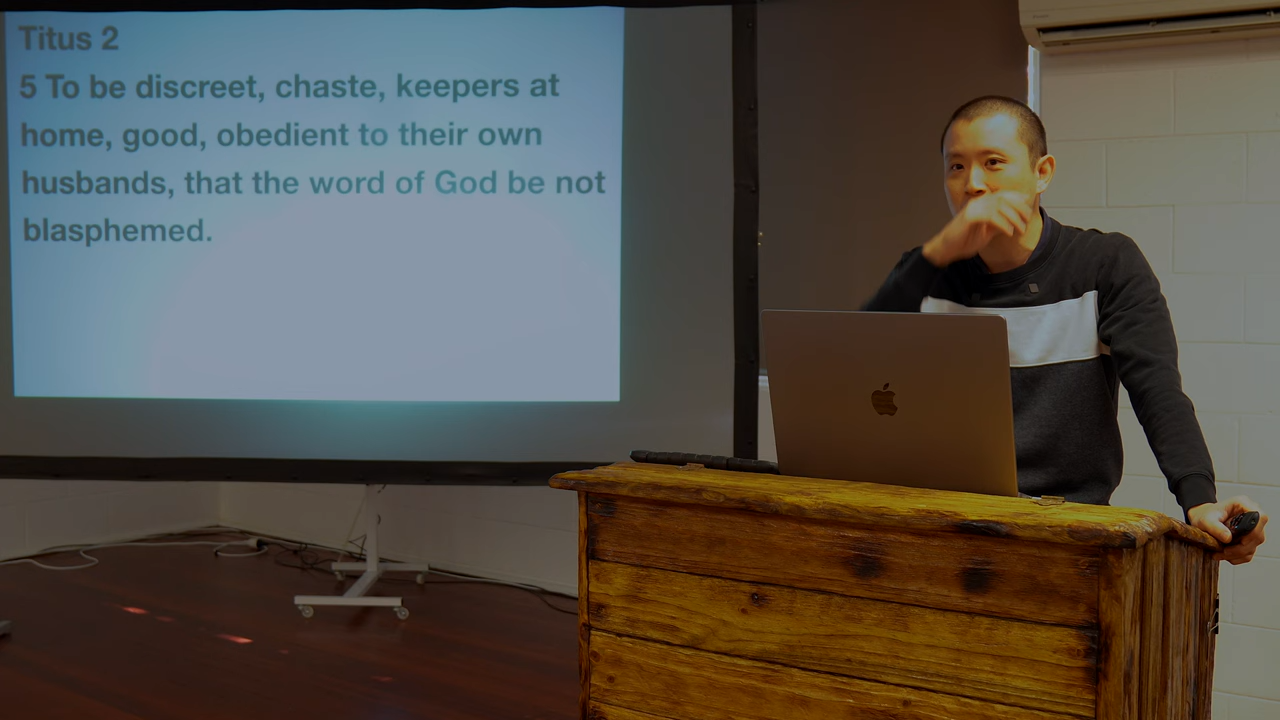 Titus 2
5 To be discreet, chaste, keepers at
home, good, obedient to their own
husbands, that the word of God be not
blasphemed.